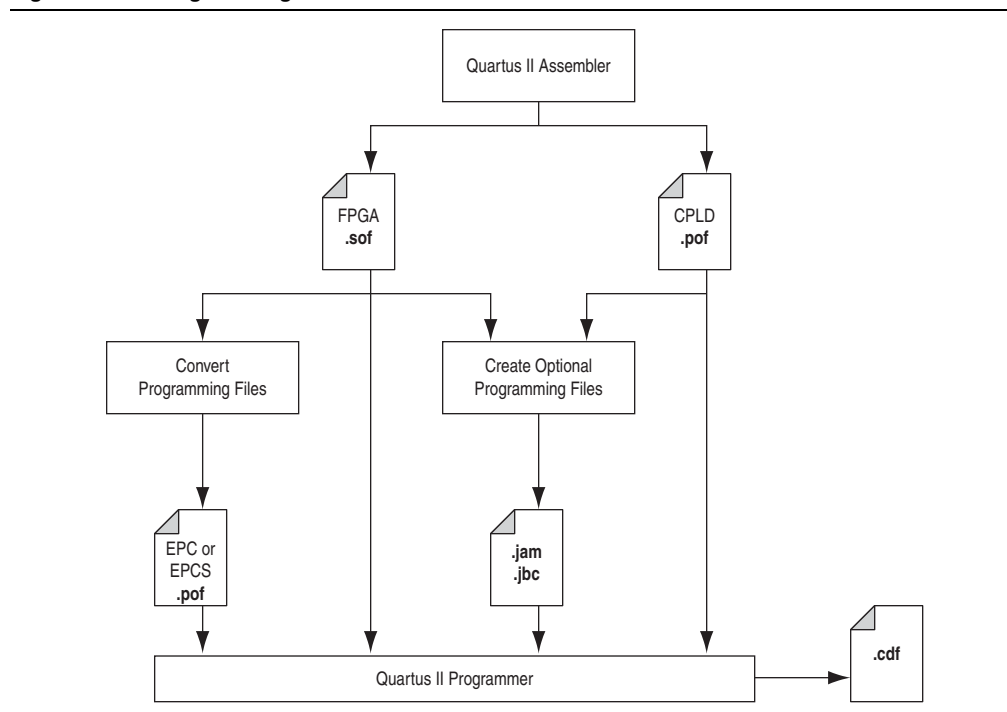 Quartus II Assembler
FPGA
.sof
CPLD
.pof
Convert
Programming Files
Create Optional
Programming Files
EPC or
EPCS
.pof
.jam
.jbc
.cdf
Quartus II Programmer